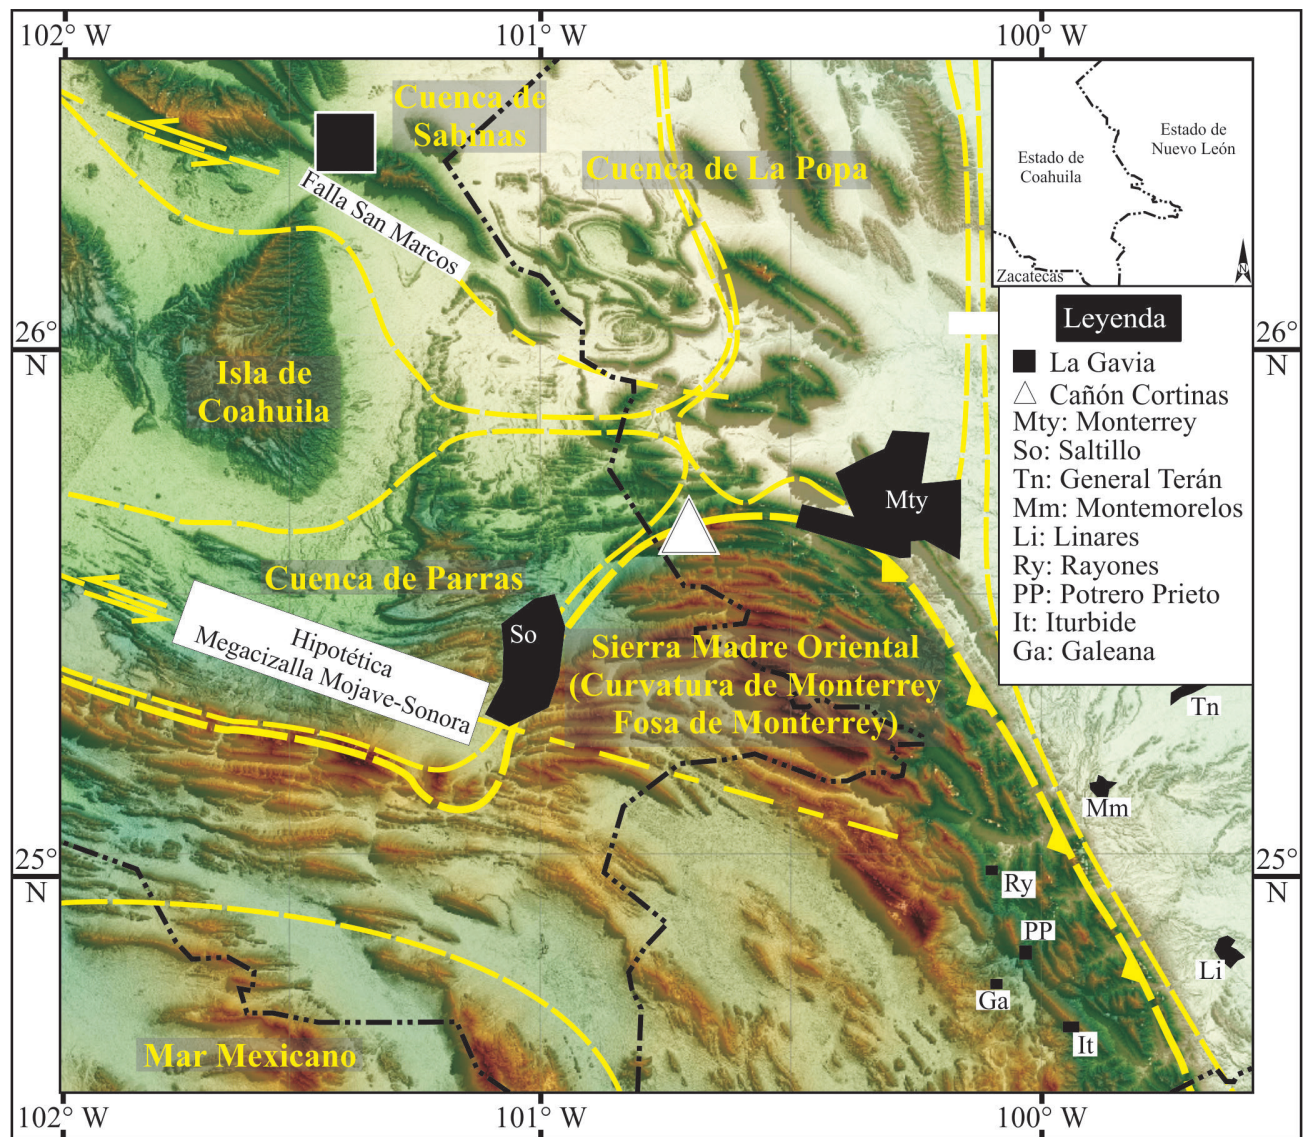 102° W
101° W
100° W
Cuenca de
Sabinas
Cuenca de La Popa
Falla San Marcos
Estado de
Nuevo León
Estado de
Coahuila
Zacatecas
N
26°
N
26°
N
Leyenda
La Gavia
Cañón Cortinas
Mty: Monterrey
So: Saltillo
Tn: General Terán
Mm: Montemorelos
Li: Linares
Ry: Rayones
PP: Potrero Prieto
It: Iturbide
Ga: Galeana
Isla de
Coahuila
Mty
Cuenca de Parras
Hipotética
Megacizalla Mojave-Sonora
So
Sierra Madre Oriental
(Curvatura de Monterrey
Fosa de Monterrey)
Tn
Mm
25°
N
25°
N
Ry
PP
Li
Ga
It
Mar Mexicano
102° W
101° W
100° W